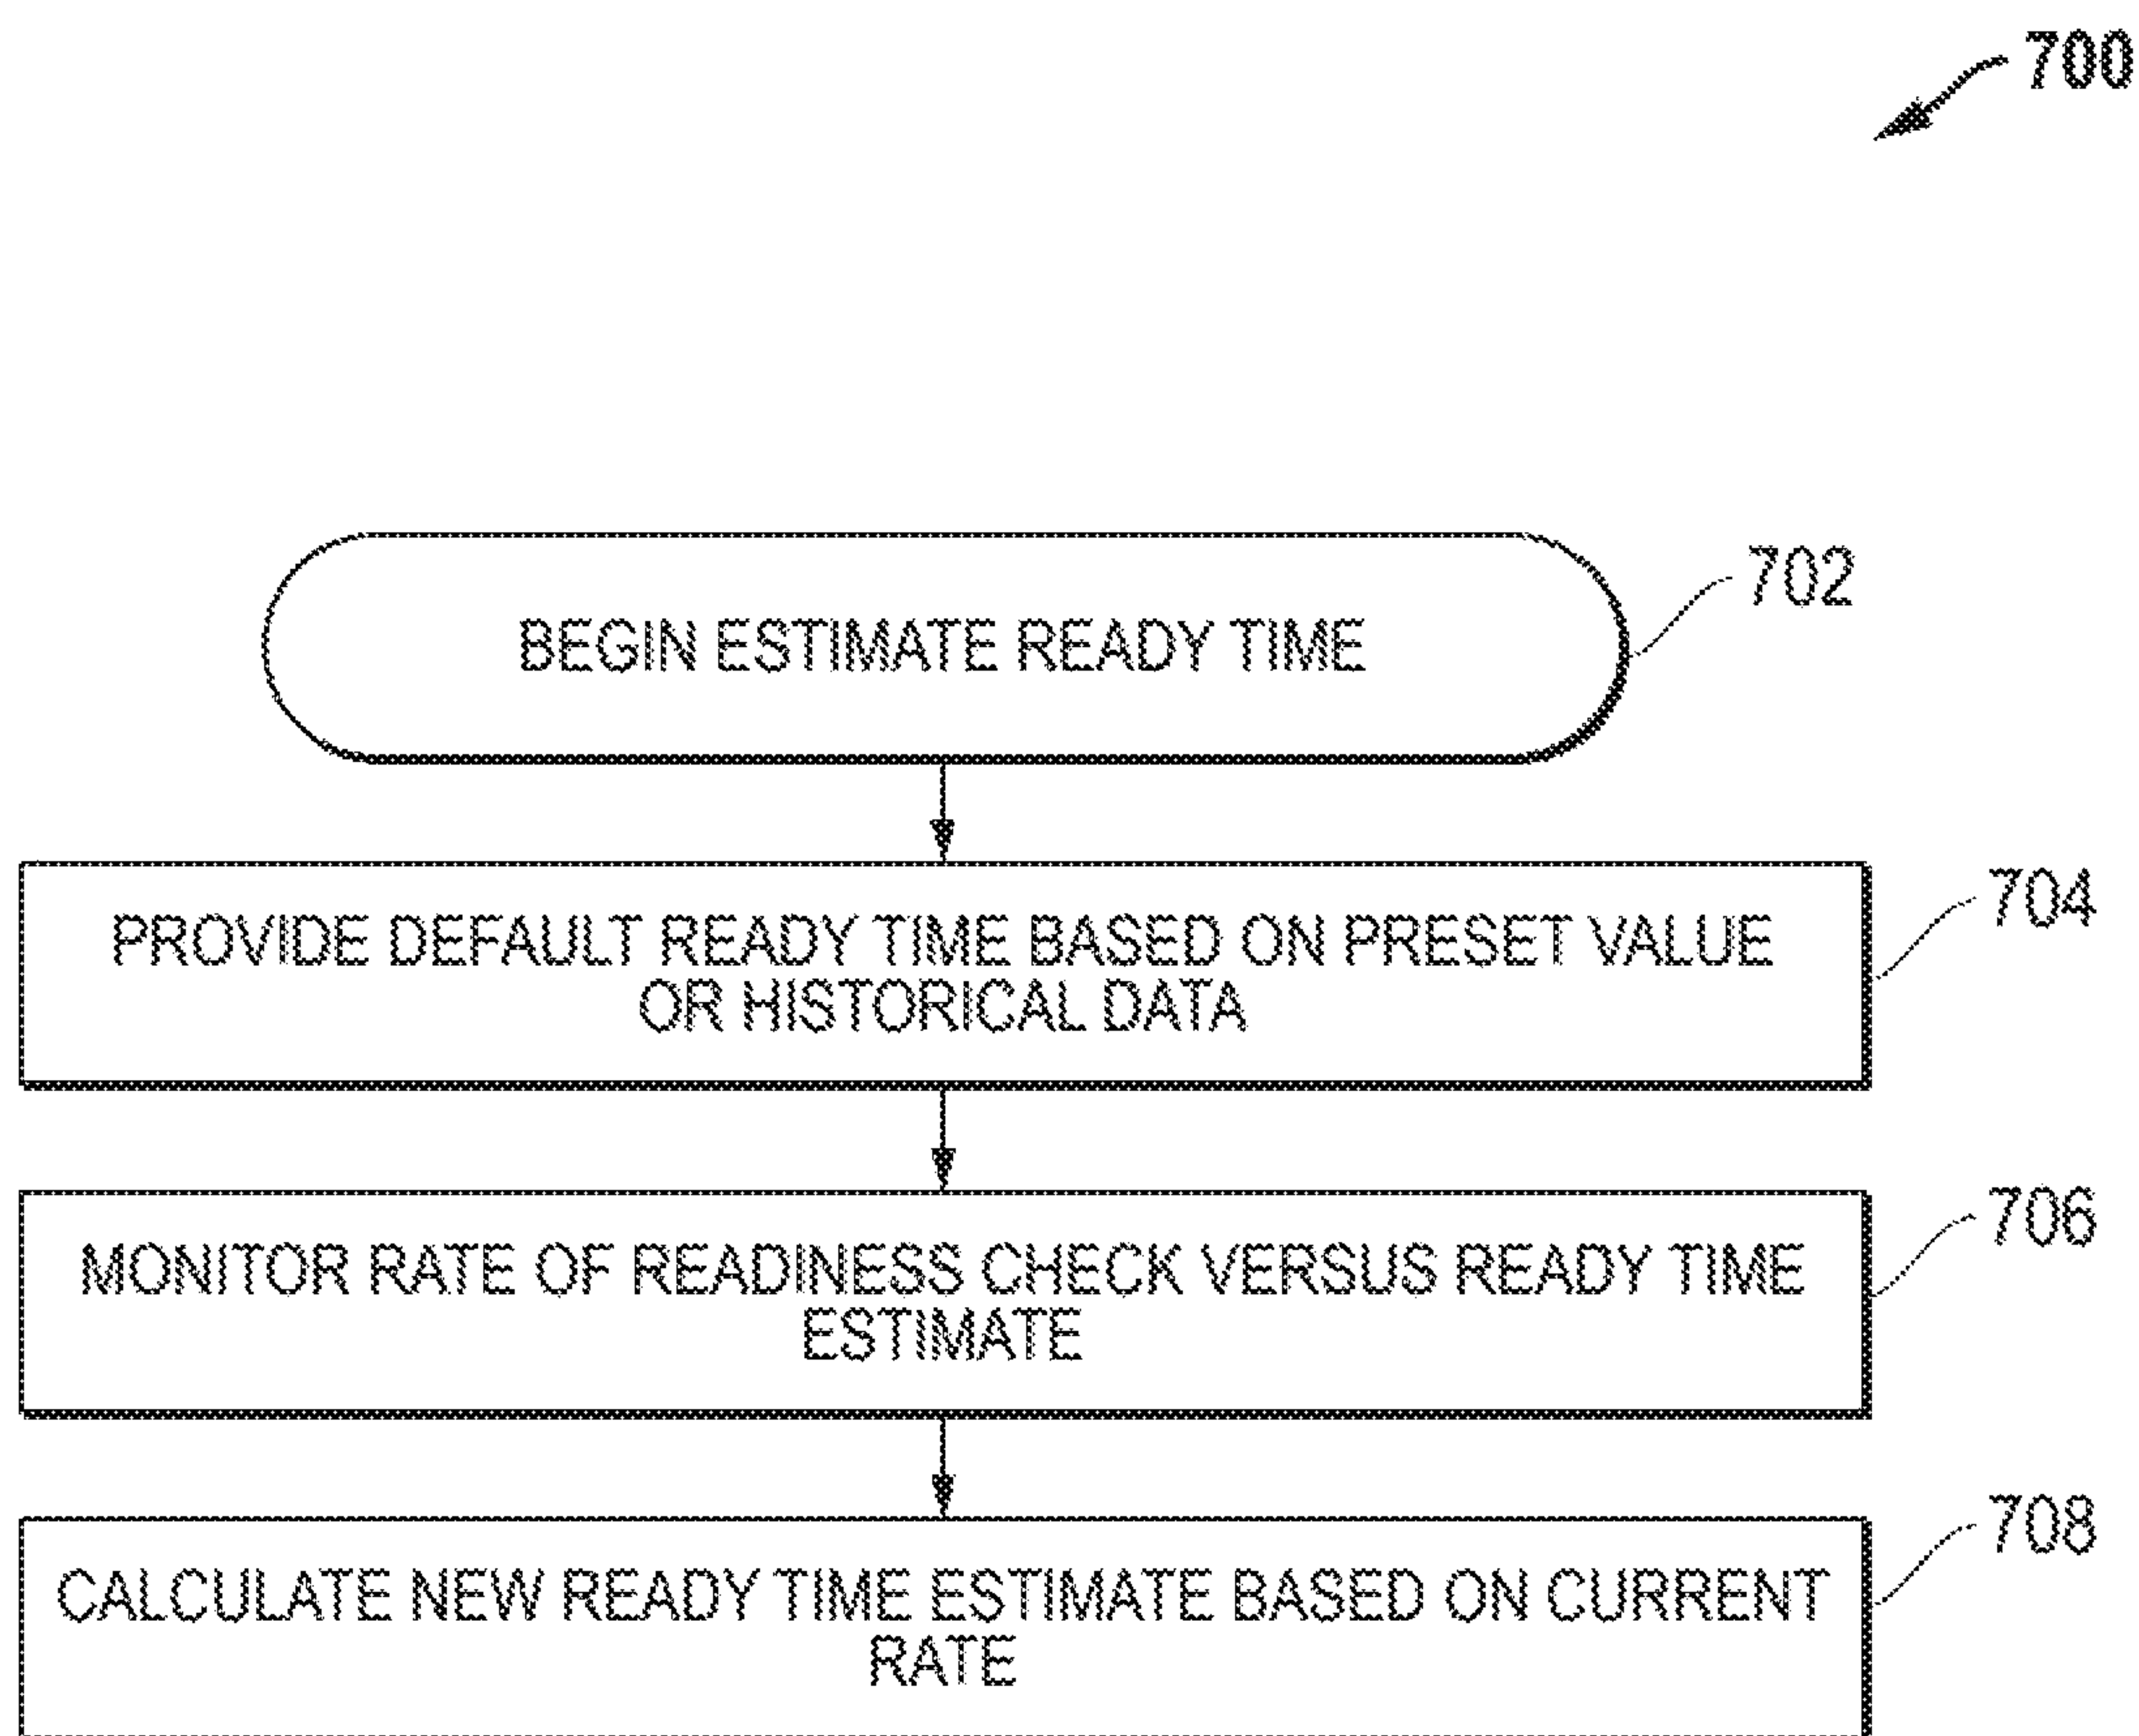 700
BEGIN ESTIMATE READY TIME
702
PROVIDE DEFAULT READY TIME BASED ON PRESET VALUE
OR HISTORICAL DATA
704
MONITOR RATE OF READINESS CHECK VERSUS READY TIME
ESTIMATE
706
CALCULATE NEW READY TIME ESTIMATE BASED ON CURRENT
RATE
708